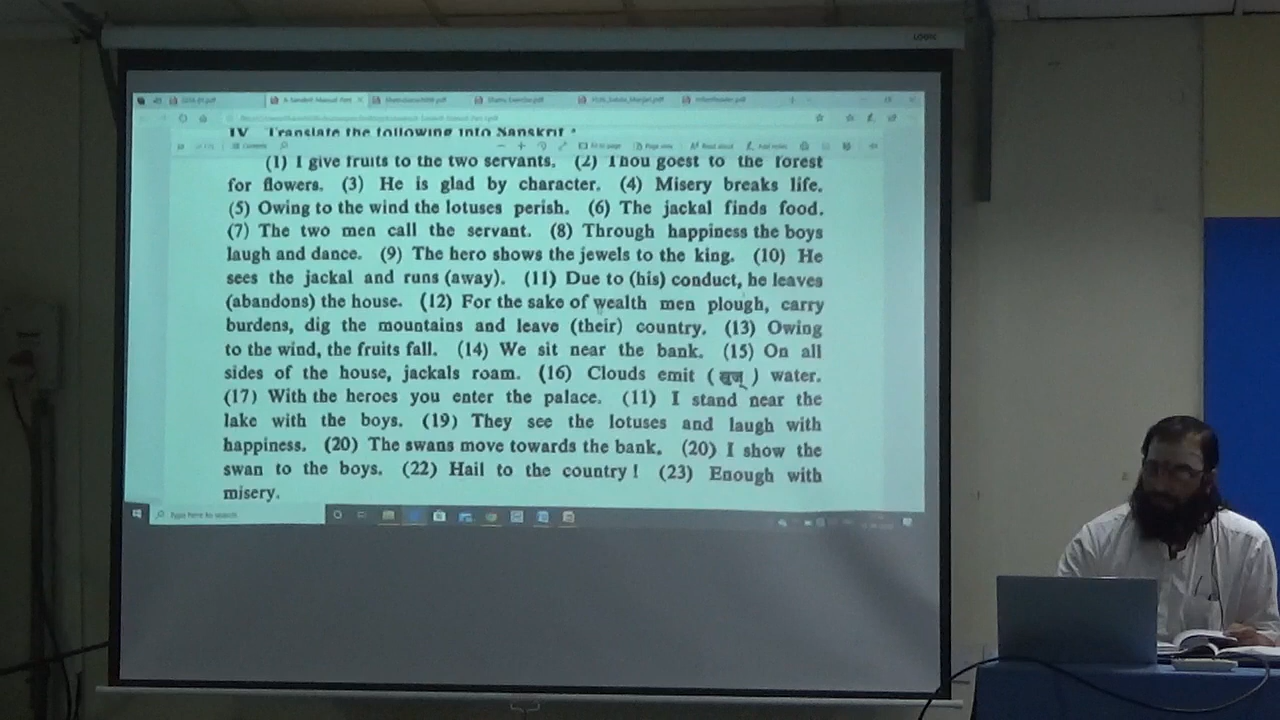 LOGIC
IV Translate the following into Sanskrit
(1) I give fruits to the two servants. (2) Thou goest to the forest
for flowers. (3) He is glad by character. (4) Misery breaks life.
(5) Owing to the wind the lotuses perish. (6) The jackal finds food.
(7) The two men call the servant. (8) Through happiness the boys
laugh and dance. (9) The hero shows the jewels to the king. (10) He
sees the jackal and runs (away). (11) Due to (his) conduct, he leaves
(abandons) the house. (12) For the sake of wealth men plough, carry
burdens, dig the mountains and leave (their) country. (13) Owing
to the wind, the fruits fall. (14) We sit near the bank. (15) On all
sides of the house, jackals roam. (16) Clouds emit (सृज्) water.
(17) With the heroes you enter the palace. (11) I stand near the
lake with the boys. (19) They see the lotuses and laugh with
happiness. (20) The swans move towards the bank. (20) I show the
swan to the boys. (22) Hail to the country! (23) Enough with
misery.
Type here to search